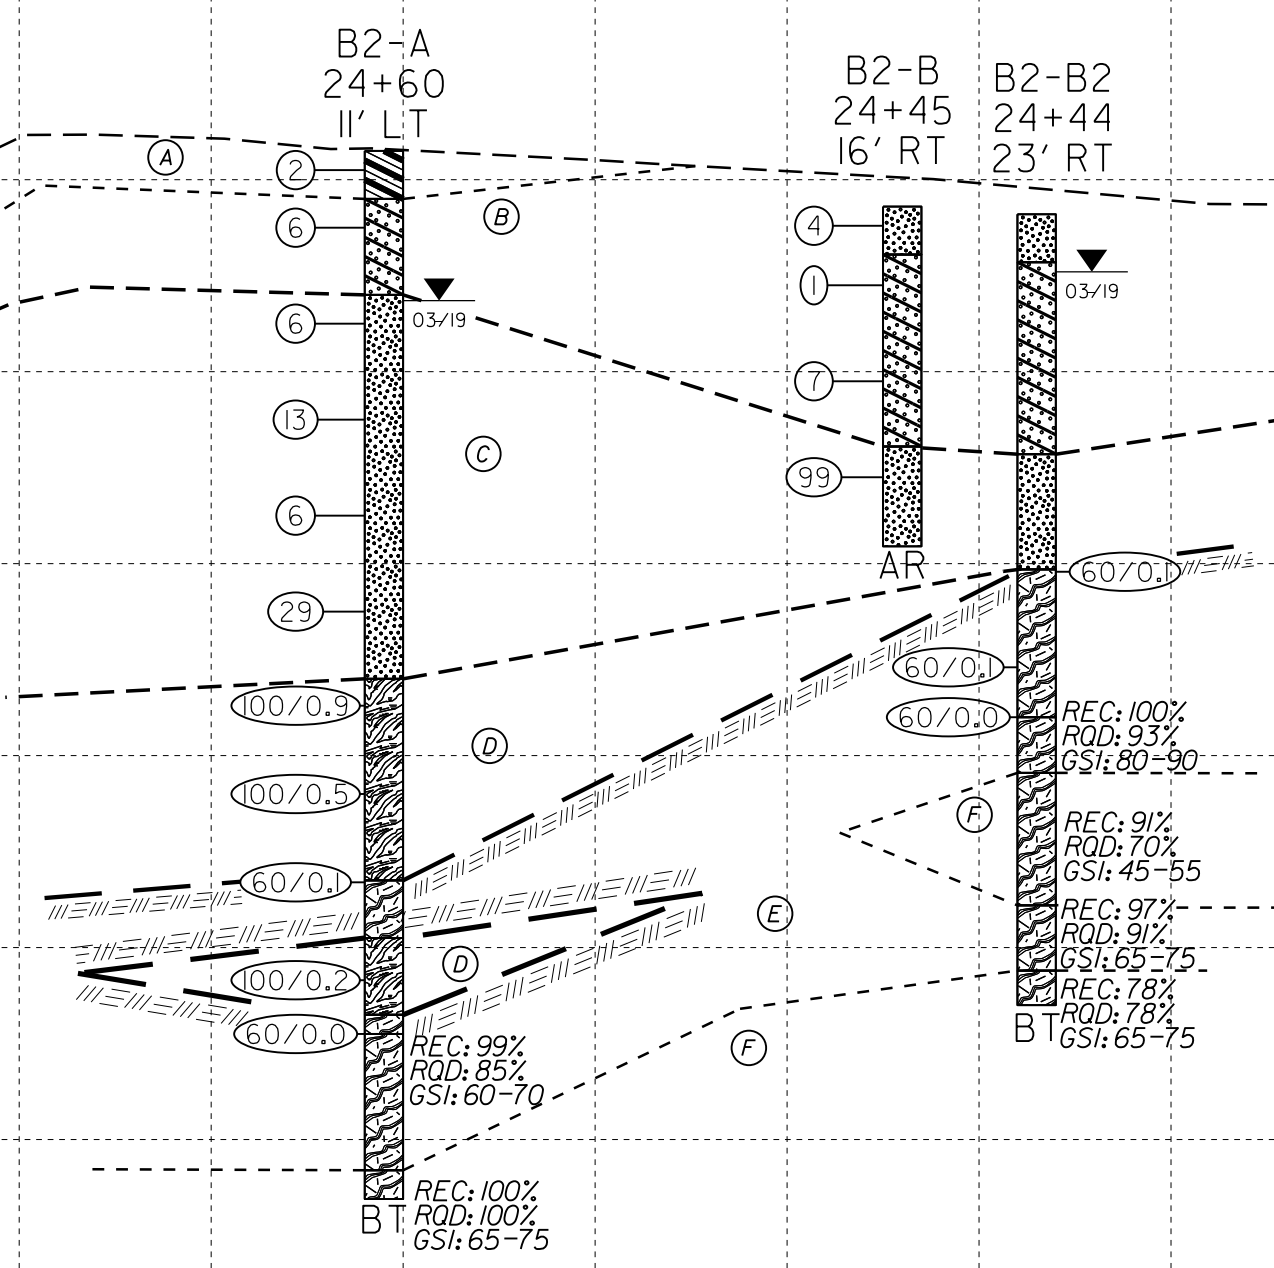 B2-A
24+60
11' LT
B2-B
24+45
16' RT
B2-B2
24+44
23' RT
A
2
B
6
4
1
03/19
03/19
6
7
13
C
99
6
AR
60/0.1
29
60/0.1
100/0.9
60/0.0
REC: 100%
RQD: 93%
GSI: 80-90
D
100/0.5
F
REC: 91%
RQD: 70%
GSI: 45-55
60/0.1
E
REC: 97%
RQD: 91%
GSI: 65-75
D
100/0.2
REC: 78%
RQD: 78%
GSI: 65-75
BT
60/0.0
REC: 99%
RQD: 85%
GSI: 60-70
F
REC: 100%
RQD: 100%
GSI: 65-75
BT